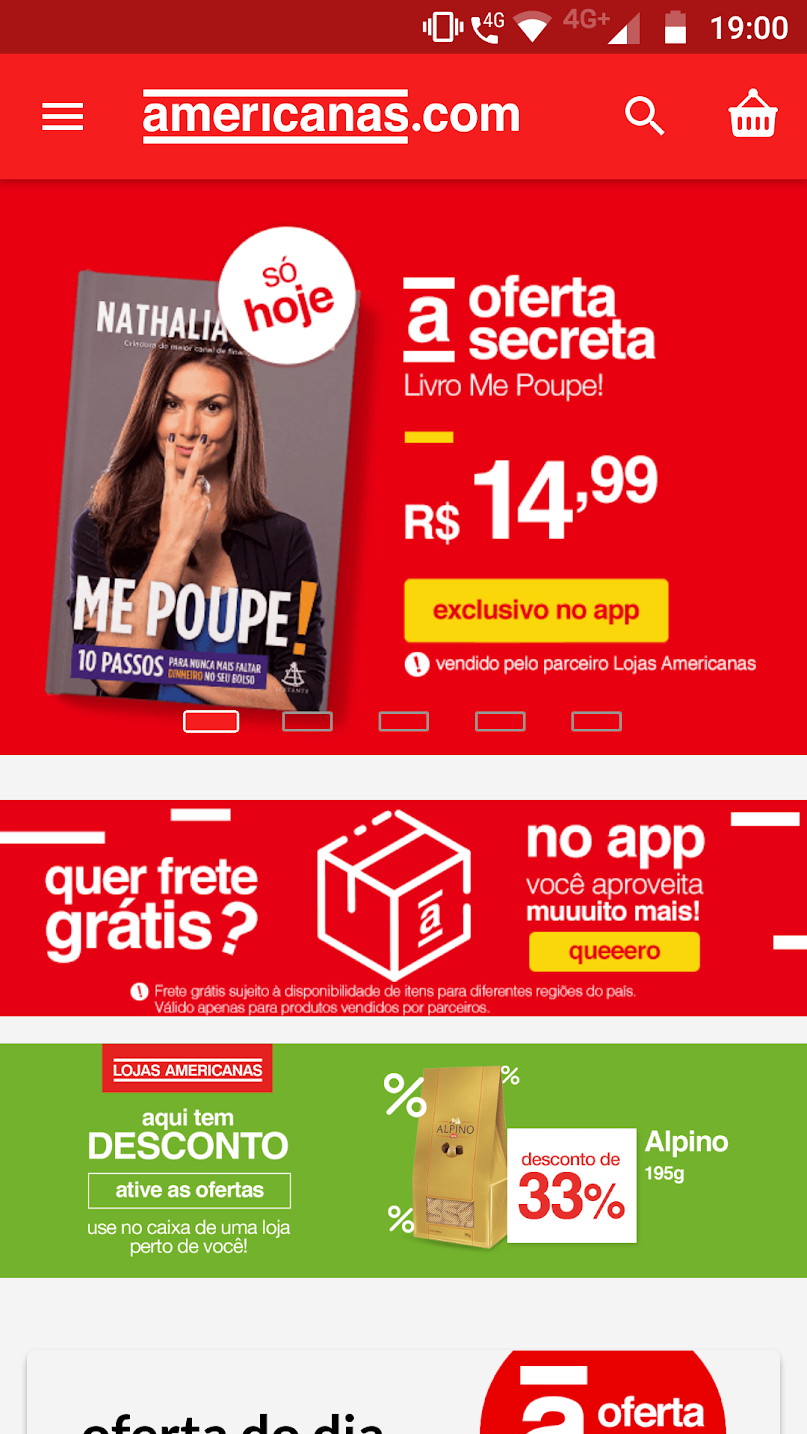 4G 4G+ 19:00
americanas.com
só
hoje
NATHALIA
Criadora do maior canal de
ME POUPE!
10 PASSOS PARA NUNCA MAIS FALTAR
DINHEIRO NO SEU BOLSO
SEXTANTE
a oferta
secreta
Livro Me Poupe!
R$ 14,99
exclusivo no app
! vendido pelo parceiro Lojas Americanas
quer frete
grátis?
a
no app
você aproveita
muuuito mais!
queeero
! Frete grátis sujeito à disponibilidade de itens para diferentes regiões do país.
Válido apenas para produtos vendidos por parceiros.
LOJAS AMERICANAS
aqui tem
DESCONTO
ative as ofertas
use no caixa de uma loja
perto de você!
% %
%
ALPINO
desconto de
33%
Alpino
195g
oferta do dia
a oferta